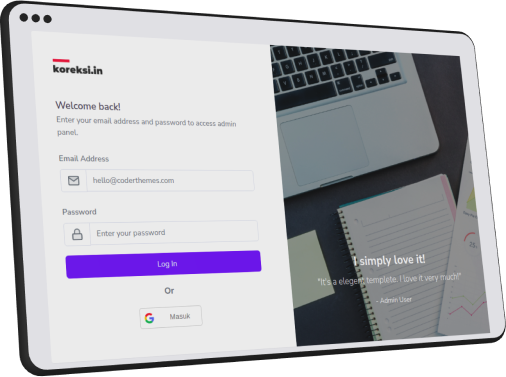 koreksi.in
Welcome back!
Enter your email address and password to access admin
panel.
Email Address
hello@coderthemes.com
Password
Enter your password
Log In
Or
Masuk
I simply love it!
"It's a elegent templete. I love it very much!"
- Admin User